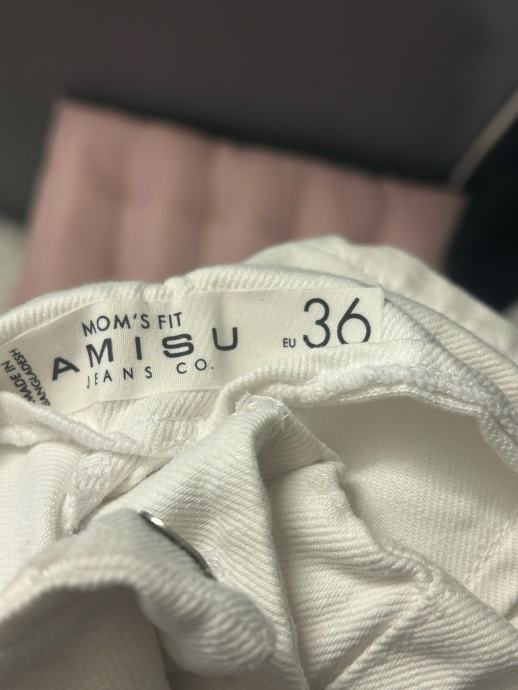 MOM'S FIT
AMISU
JEANS CO.
EU 36
MADE IN
BANGLADESH